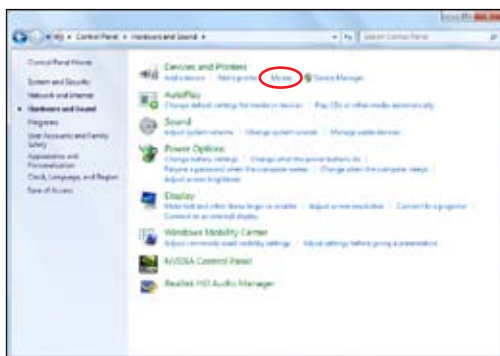 Control Panel ▸ Hardware and Sound ▸
Search Control Panel
Control Panel Home
System and Security
Network and Internet
Hardware and Sound
Programs
User Accounts and Family
Safety
Appearance and
Personalization
Clock, Language, and Region
Ease of Access
Devices and Printers
Add a device | Add a printer | Mouse | Device Manager
AutoPlay
Change default settings for media or devices | Play CDs or other media automatically
Sound
Adjust system volume | Change system sounds | Manage audio devices
Power Options
Change battery settings | Change what the power buttons do
Require a password when the computer wakes | Change when the computer sleeps
Adjust screen brightness
Display
Make text and other items larger or smaller | Adjust screen resolution | Connect to a projector
Connect to an external display
Windows Mobility Center
Adjust commonly used mobility settings | Adjust settings before giving a presentation
NVIDIA Control Panel
Realtek HD Audio Manager